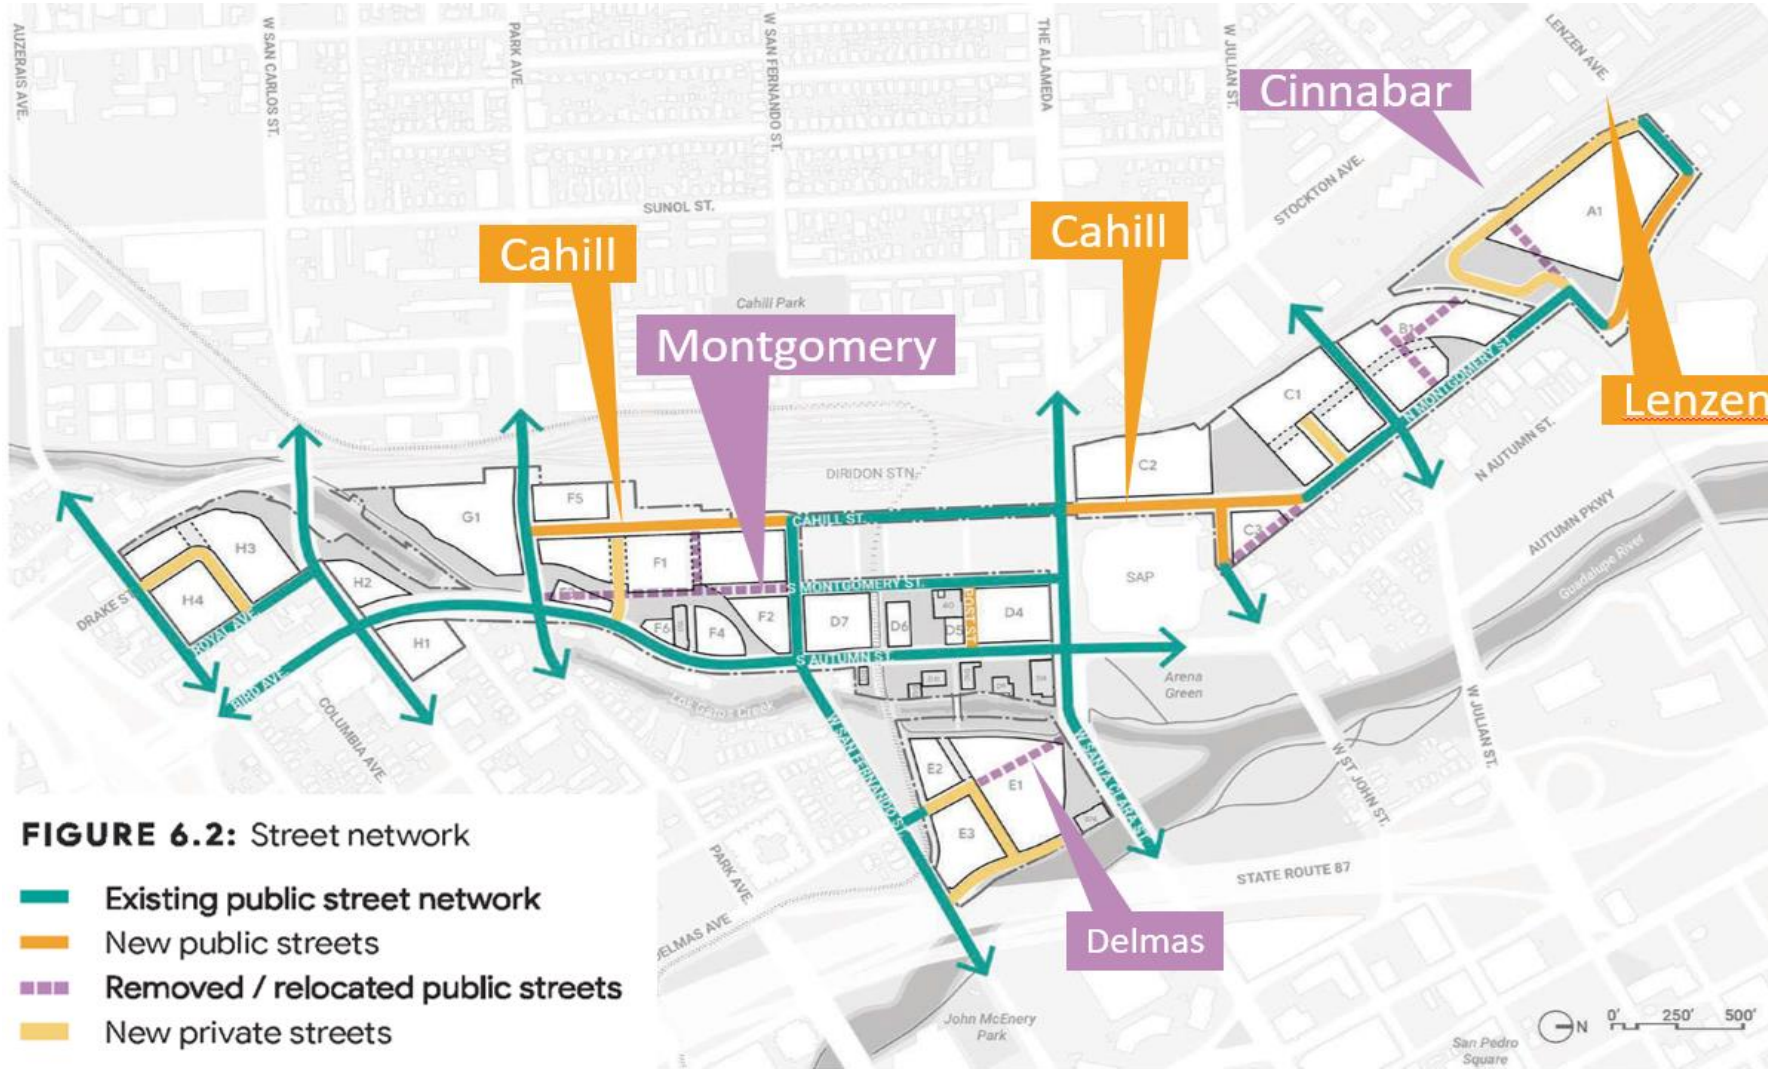 AUZERAIS AVE.
W SAN CARLOS ST.
PARK AVE.
W SAN FERNANDO ST.
THE ALAMEDA
W JULIAN ST.
LENZEN AVE.
Cinnabar
STOCKTON AVE.
SUNOL ST.
A1
Cahill
Cahill
Cahill Park
Montgomery
B1
N MONTGOMERY ST.
C1
Lenzen
N AUTUMN ST.
C2
DIRIDON STN.
AUTUMN PKWY
F5
G1
CAHILL ST.
C3
Guadalupe River
H3
F1
SAP
H2
S MONTGOMERY ST.
H4
DRAKE ST.
ROYAL AVE.
F6
F4
F2
D7
D6
40
D5
POST ST.
D4
H1
S AUTUMN ST.
Arena
Green
BIRD AVE.
Los Gatos Creek
COLUMBIA AVE.
W SAN FERNANDO ST.
W SANTA CLARA ST.
W ST JOHN ST.
W JULIAN ST.
E2
E1
E3
PARK AVE.
STATE ROUTE 87
DELMAS AVE
Delmas
FIGURE 6.2: Street network
Existing public street network
New public streets
Removed / relocated public streets
New private streets
John McEnery
Park
San Pedro
Square
N
0' 250' 500'